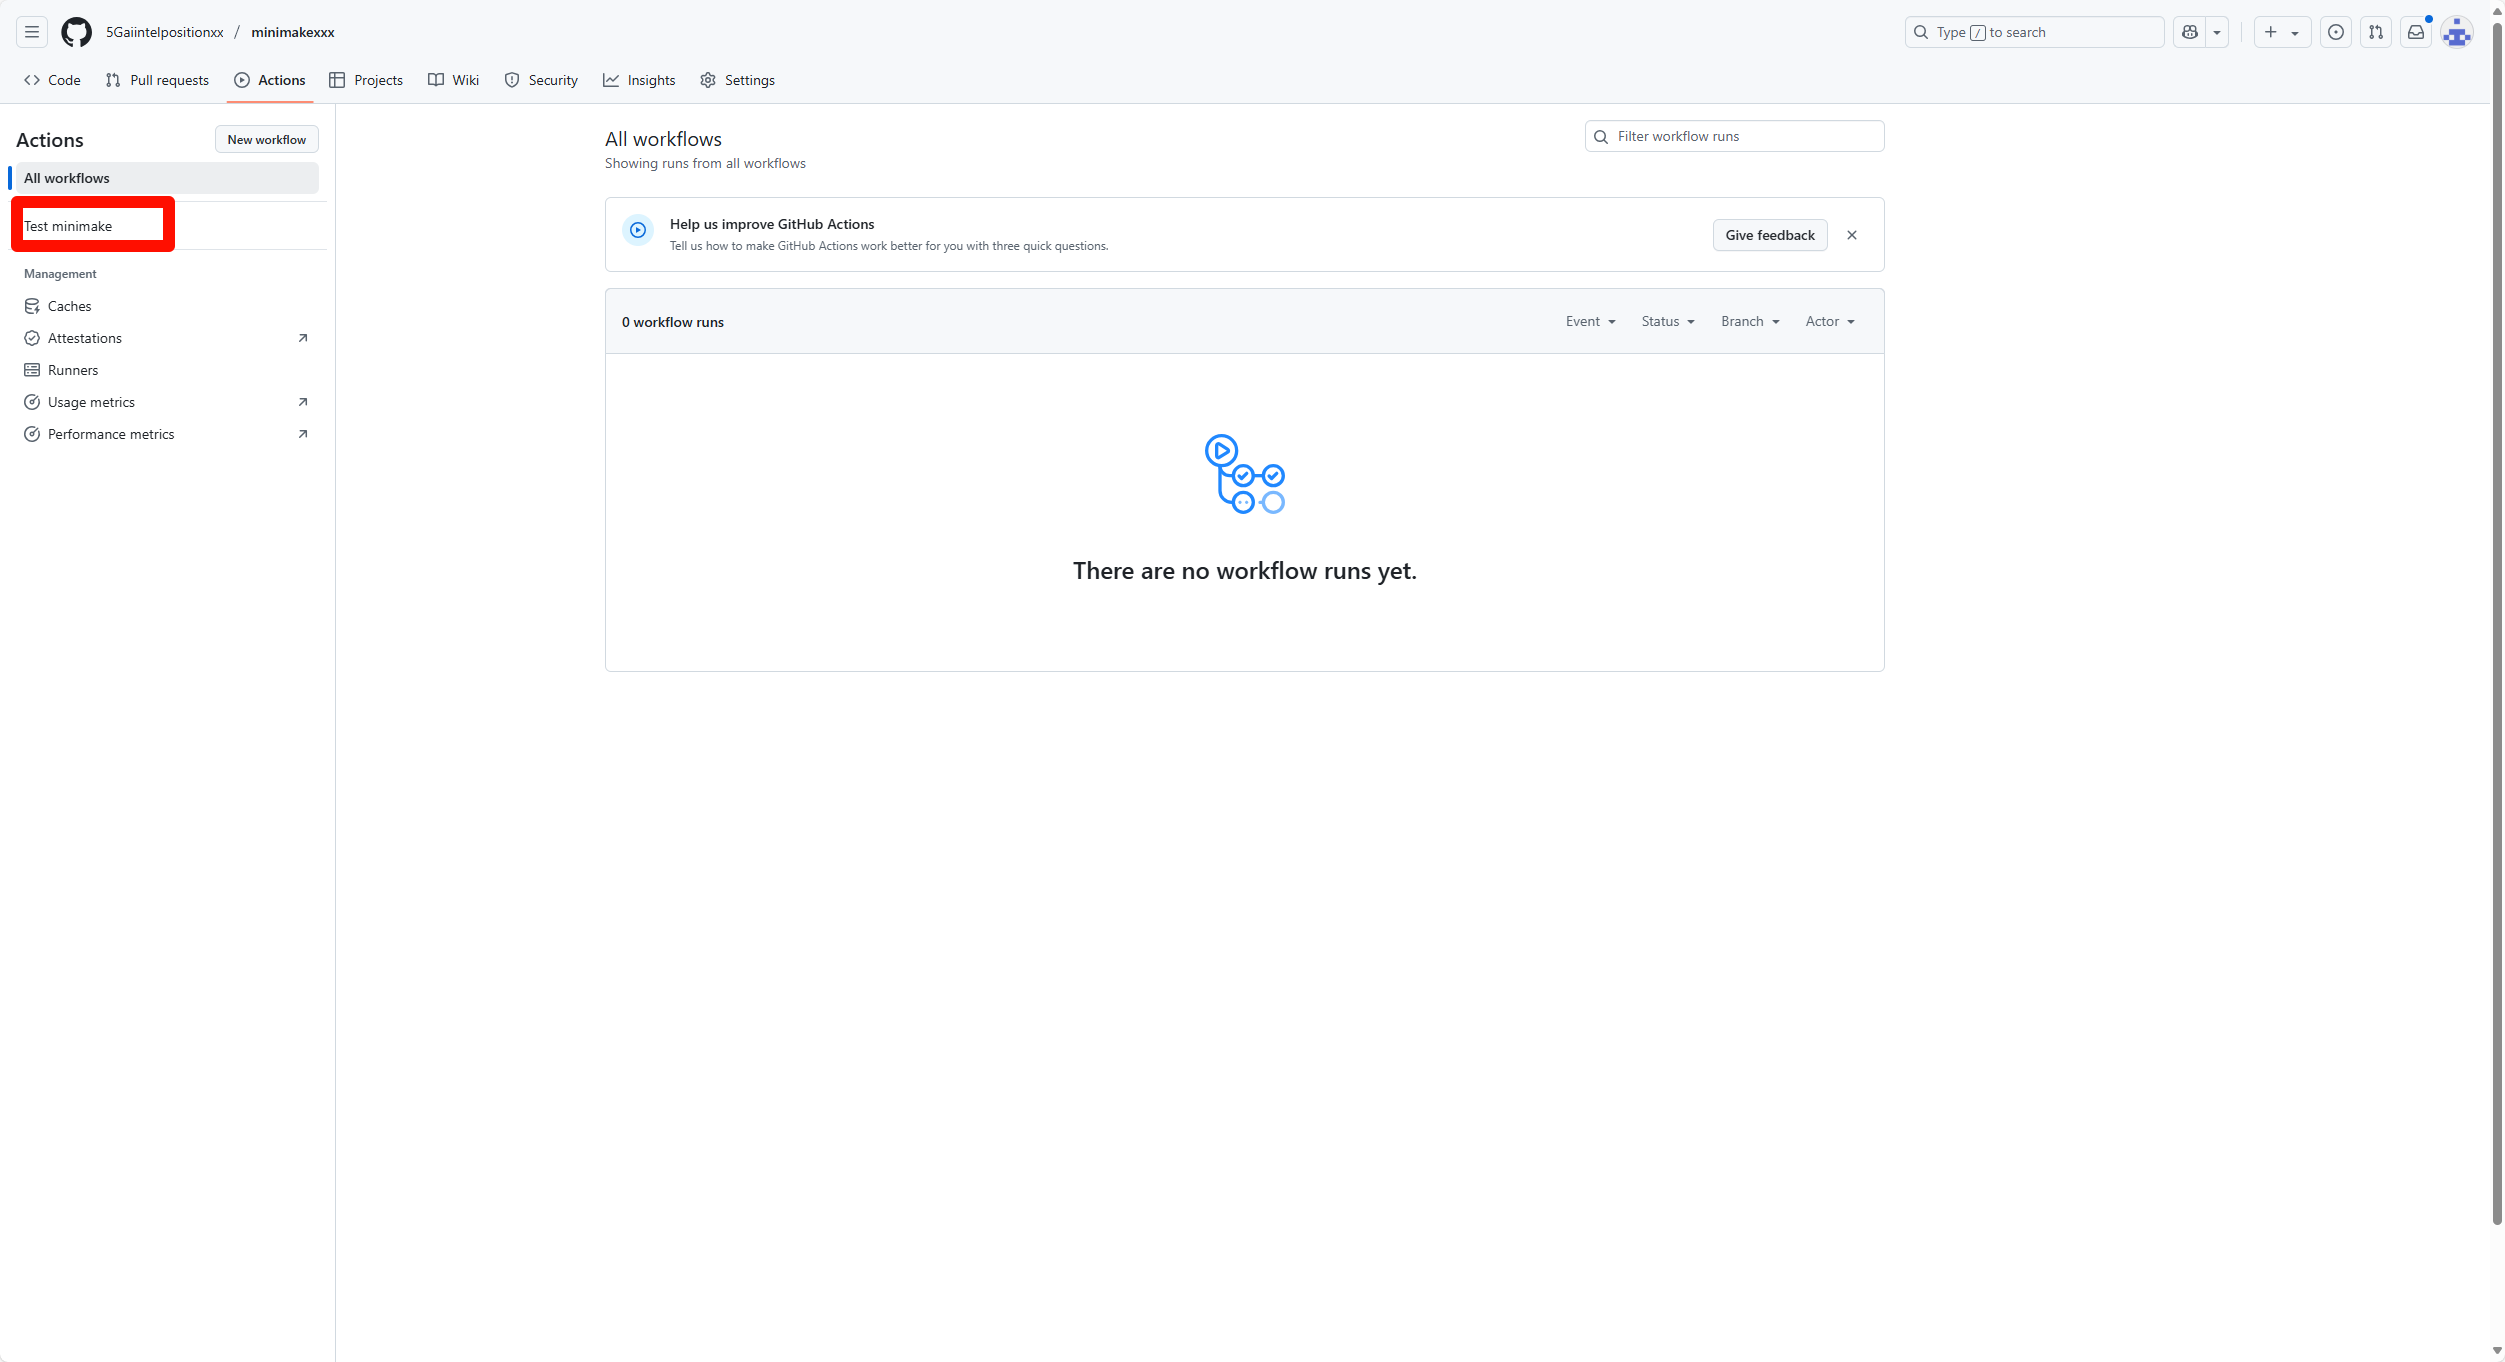 5Gaiintelpositionxx / minimakexxx
Type / to search
Code Pull requests Actions Projects Wiki Security Insights Settings
Actions
New workflow
All workflows
Test minimake
Management
Caches
Attestations
Runners
Usage metrics
Performance metrics
All workflows
Showing runs from all workflows
Filter workflow runs
Help us improve GitHub Actions
Tell us how to make GitHub Actions work better for you with three quick questions.
Give feedback
0 workflow runs
Event Status Branch Actor
There are no workflow runs yet.